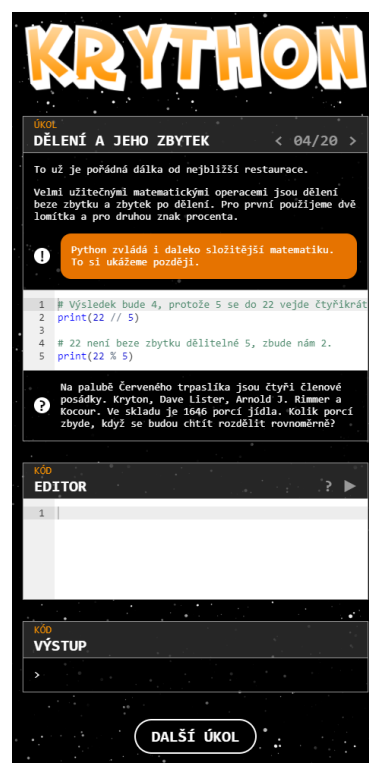 KRYTHON
ÚKOL
DĚLENÍ A JEHO ZBYTEK < 04/20 >
To už je pořádná dálka od nejbližší restaurace.
Velmi užitečnými matematickými operacemi jsou dělení
beze zbytku a zbytek po dělení. Pro první použijeme dvě
lomítka a pro druhou znak procenta.
! Python zvládá i daleko složitější matematiku.
To si ukážeme později.
1 # Výsledek bude 4, protože 5 se do 22 vejde čtyřikrát
2 print(22 // 5)
3
4 # 22 není beze zbytku dělitelné 5, zbude nám 2.
5 print(22 % 5)
Na palubě Červeného trpaslíka jsou čtyři členové
posádky. Kryton, Dave Lister, Arnold J. Rimmer a
? Kocour. Ve skladu je 1646 porcí jídla. Kolik porcí
zbyde, když se budou chtít rozdělit rovnoměrně?
KÓD
EDITOR ? ▶
1
KÓD
VÝSTUP
>
DALŠÍ ÚKOL